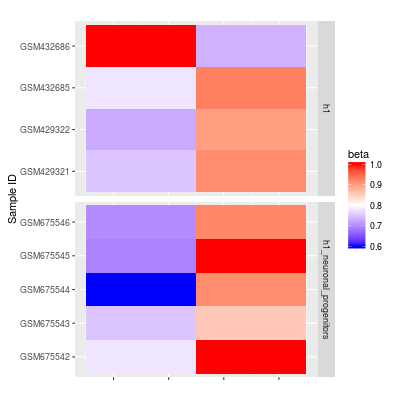 Sample ID
GSM432686
GSM432685
GSM429322
GSM429321
h1
GSM675546
GSM675545
GSM675544
GSM675543
GSM675542
h1_neuronal_progenitors
beta
1.0
0.9
0.8
0.7
0.6